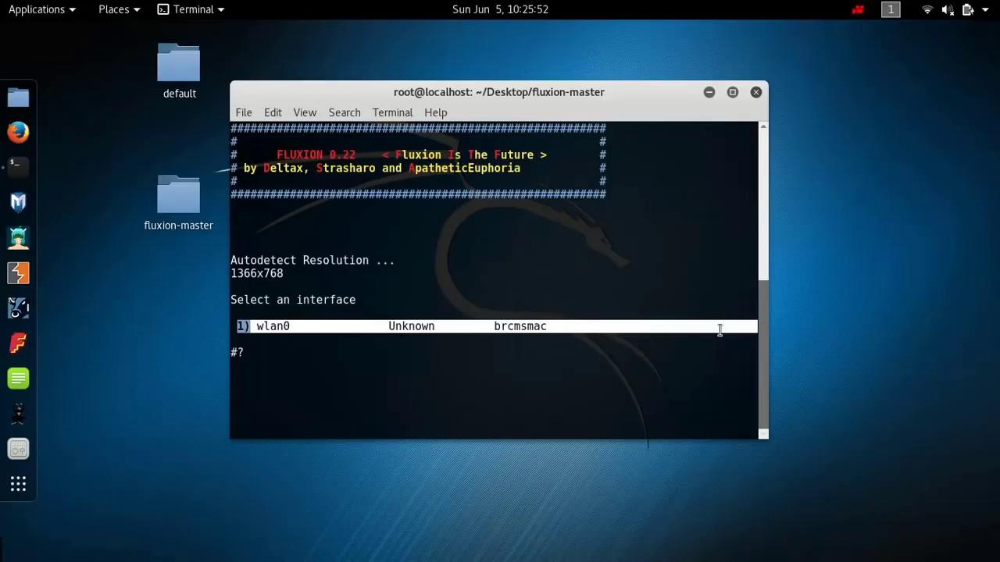 Applications Places Terminal Sun Jun 5, 10:25:52 1
default
root@localhost: ~/Desktop/fluxion-master
File Edit View Search Terminal Help
#########################################################
# #
# FLUXION 0.22 < Fluxion Is The Future > #
# by Deltax, Strasharo and ApatheticEuphoria #
# #
#########################################################
fluxion-master
Autodetect Resolution ...
1366x768
Select an interface
1) wlan0 Unknown brcmsmac
#?